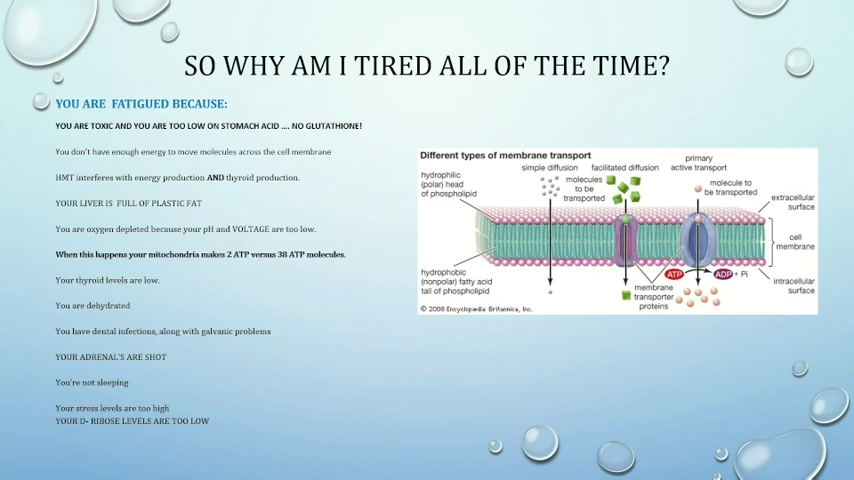 SO WHY AM I TIRED ALL OF THE TIME?
YOU ARE  FATIGUED BECAUSE:
YOU ARE TOXIC AND YOU ARE TOO LOW ON STOMACH ACID .... NO GLUTATHIONE!
You don't have enough energy to move molecules across the cell membrane
HMT interferes with energy production AND thyroid production.
YOUR LIVER IS  FULL OF PLASTIC FAT
You are oxygen depleted because your pH and VOLTAGE are too low.
When this happens your mitochondria makes 2 ATP versus 38 ATP molecules.
Your thyroid levels are low.
You are dehydrated
You have dental infections, along with galvanic problems
YOUR ADRENAL'S ARE SHOT
You're not sleeping
Your stress levels are too high
YOUR D- RIBOSE LEVELS ARE TOO LOW
Different types of membrane transport
simple diffusion
facilitated diffusion
primary
active transport
hydrophilic
(polar) head
of phospholipid
molecules
to be
transported
molecule to
be transported
extracellular
surface
cell
membrane
hydrophobic
(nonpolar) fatty acid
tail of phospholipid
ATP
ADP + Pi
intracellular
surface
membrane
transporter
proteins
© 2008 Encyclopædia Britannica, Inc.